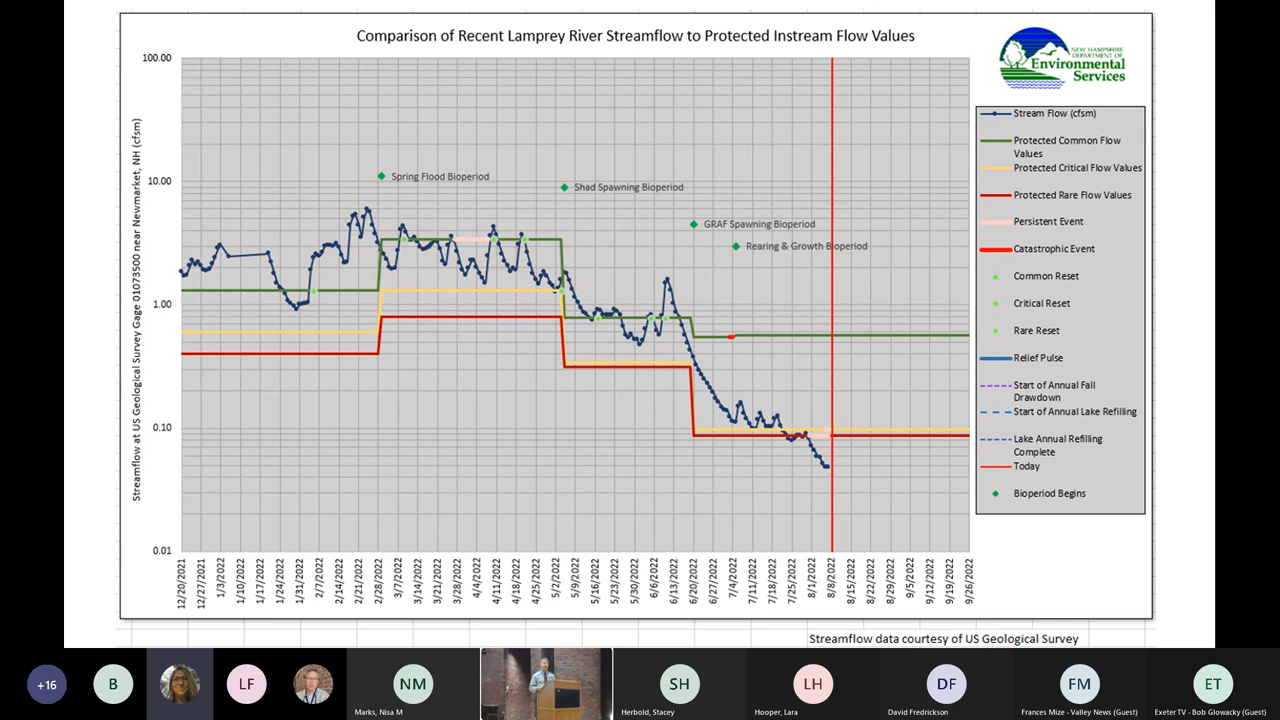 Comparison of Recent Lamprey River Streamflow to Protected Instream Flow Values
NEW HAMPSHIRE
DEPARTMENT OF
Environmental
Services
Streamflow at US Geological Survey Gage 01073500 near Newmarket, NH (cfsm)
100.00
10.00
1.00
0.10
0.01
Spring Flood Bioperiod
Shad Spawning Bioperiod
GRAF Spawning Bioperiod
Rearing & Growth Bioperiod
Stream Flow (cfsm)
Protected Common Flow
Values
Protected Critical Flow Values
Protected Rare Flow Values
Persistent Event
Catastrophic Event
Common Reset
Critical Reset
Rare Reset
Relief Pulse
Start of Annual Fall
Drawdown
Start of Annual Lake Refilling
Lake Annual Refilling
Complete
Today
Bioperiod Begins
12/20/2021
12/27/2021
1/3/2022
1/10/2022
1/17/2022
1/24/2022
1/31/2022
2/7/2022
2/14/2022
2/21/2022
2/28/2022
3/7/2022
3/14/2022
3/21/2022
3/28/2022
4/4/2022
4/11/2022
4/18/2022
4/25/2022
5/2/2022
5/9/2022
5/16/2022
5/23/2022
5/30/2022
6/6/2022
6/13/2022
6/20/2022
6/27/2022
7/4/2022
7/11/2022
7/18/2022
7/25/2022
8/1/2022
8/8/2022
8/15/2022
8/22/2022
8/29/2022
9/5/2022
9/12/2022
9/19/2022
9/26/2022
Streamflow data courtesy of US Geological Survey
+16
B
LF
NM
Marks, Nisa M
SH
Herbold, Stacey
LH
Hooper, Lara
DF
David Fredrickson
FM
Frances Mize - Valley News (Guest)
ET
Exeter TV - Bob Glowacky (Guest)